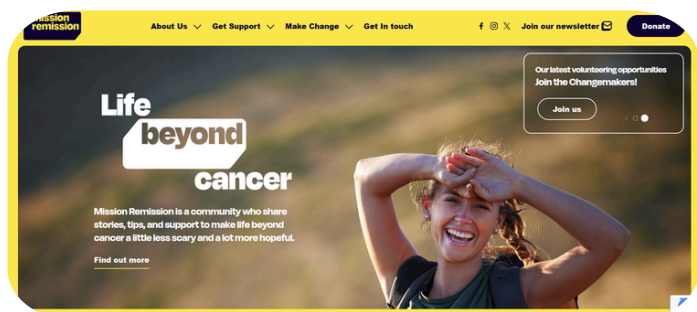 mission
remission
About Us
Get Support
Make Change
Get In touch
Join our newsletter
Donate
Our latest volunteering opportunities
Join the Changemakers!
Join us
Life
beyond
cancer
Mission Remission is a community who share
stories, tips, and support to make life beyond
cancer a little less scary and a lot more hopeful.
Find out more